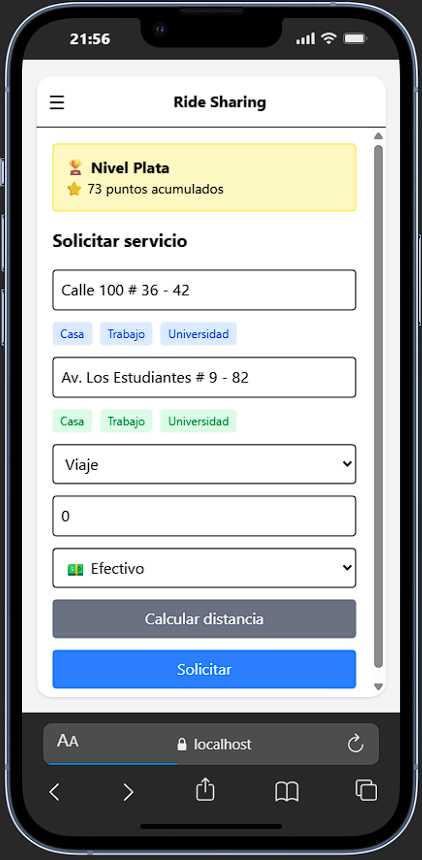 21:56
Ride Sharing
Nivel Plata
73 puntos acumulados
Solicitar servicio
Calle 100 # 36 - 42
Casa Trabajo Universidad
Av. Los Estudiantes # 9 - 82
Casa Trabajo Universidad
Viaje
0
Efectivo
Calcular distancia
Solicitar
AA localhost